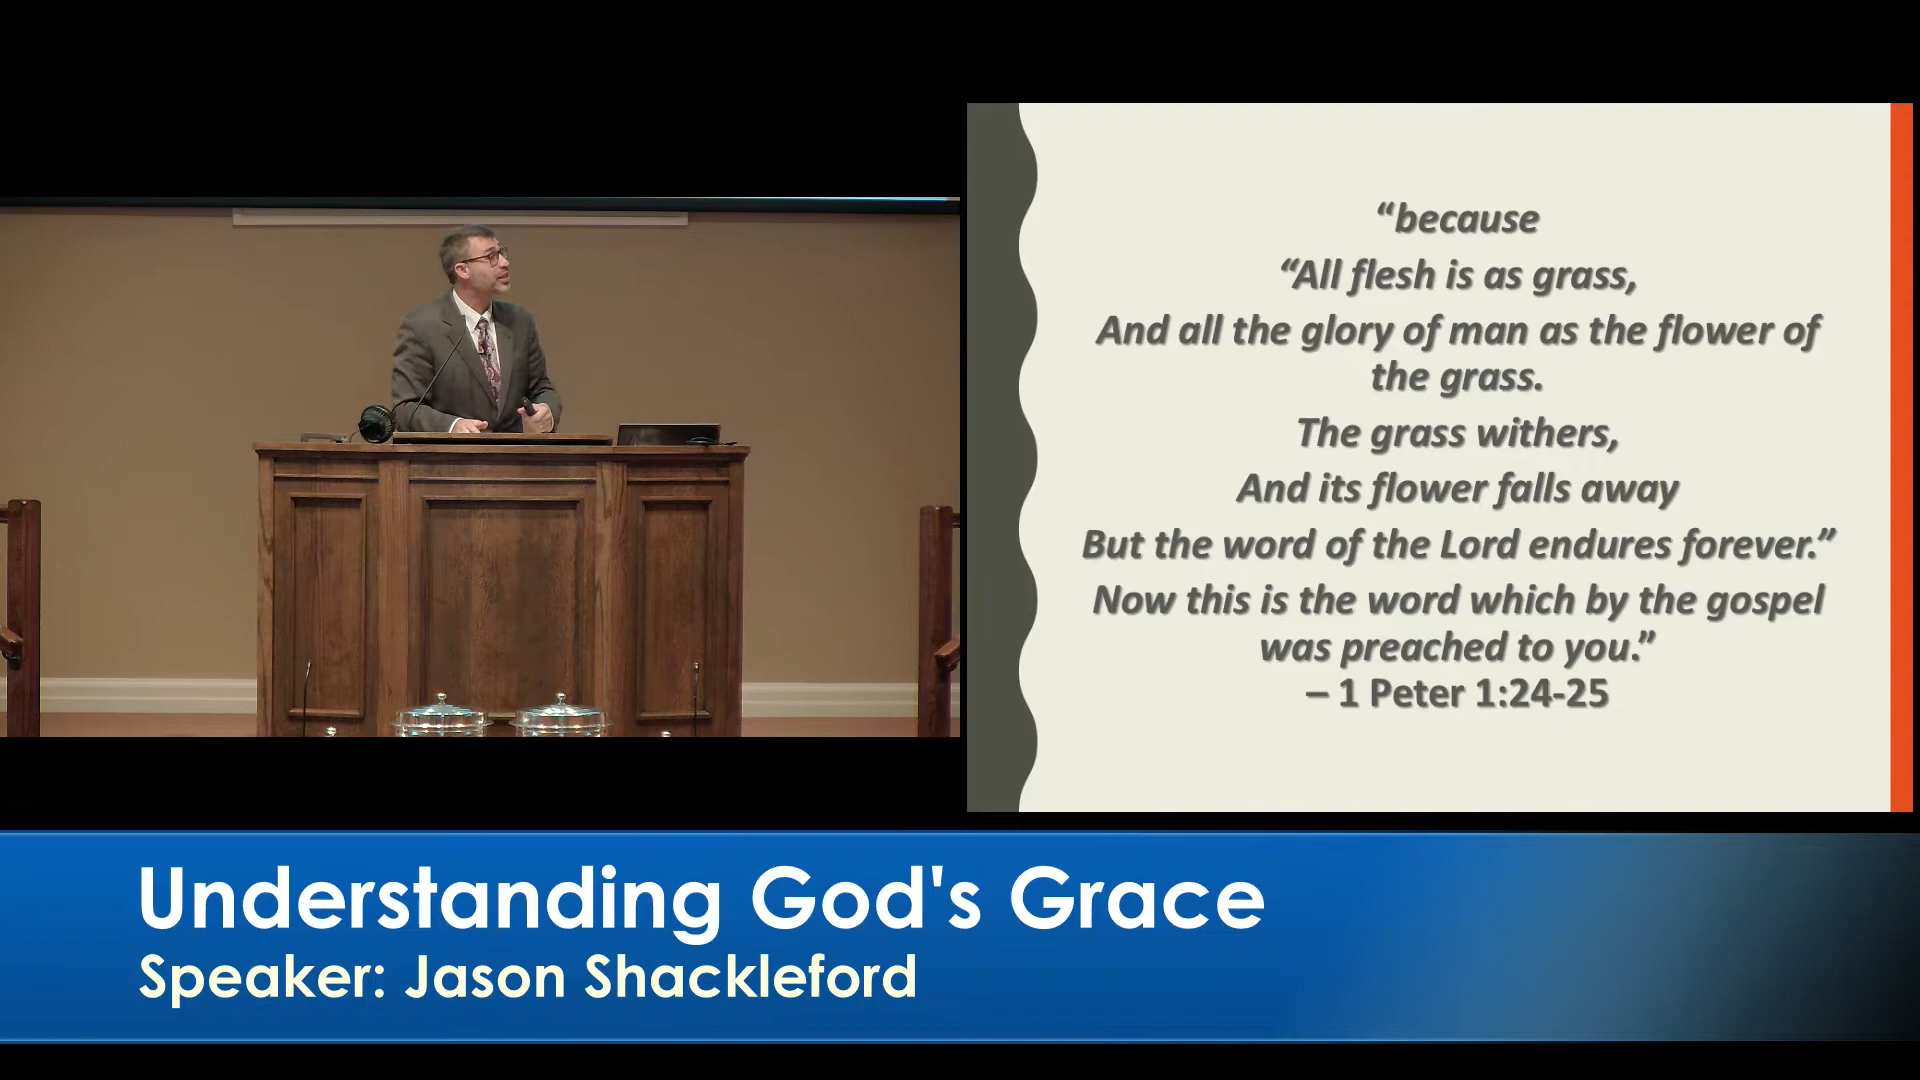 “because
“All flesh is as grass,
And all the glory of man as the flower of
the grass.
The grass withers,
And its flower falls away
But the word of the Lord endures forever.”
Now this is the word which by the gospel
was preached to you.”
– 1 Peter 1:24-25
Understanding God's Grace
Speaker: Jason Shackleford